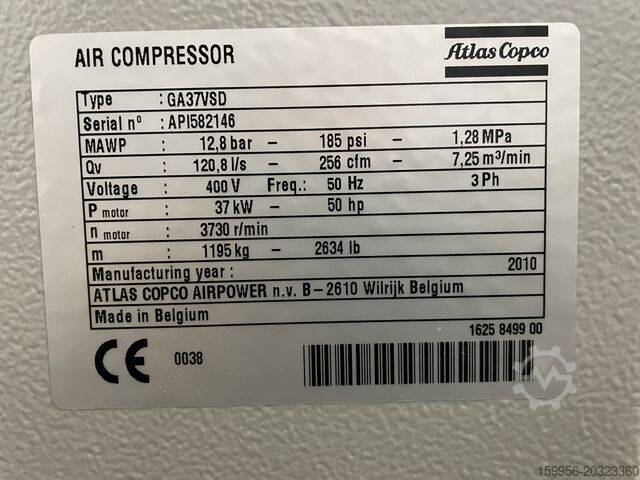 AIR COMPRESSOR
Atlas Copco
Type : GA37VSD
Serial nº : API582146
MAWP : 12,8 bar – 185 psi – 1,28 MPa
Qv : 120,8 l/s – 256 cfm – 7,25 m³/min
Voltage : 400 V Freq.: 50 Hz 3 Ph
P motor : 37 kW – 50 hp
n motor : 3730 r/min
m : 1195 kg – 2634 lb
Manufacturing year : 2010
ATLAS COPCO AIRPOWER n.v. B – 2610 Wilrijk Belgium
Made in Belgium
1625 8499 00
CE 0038
159956-20323360